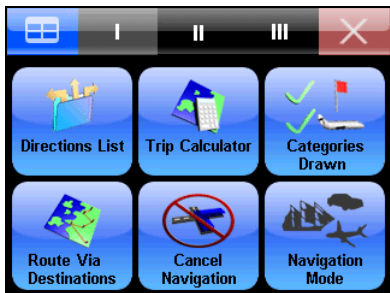 I II III
Directions List Trip Calculator Categories
Drawn
Route Via Cancel Navigation
Destinations Navigation Mode